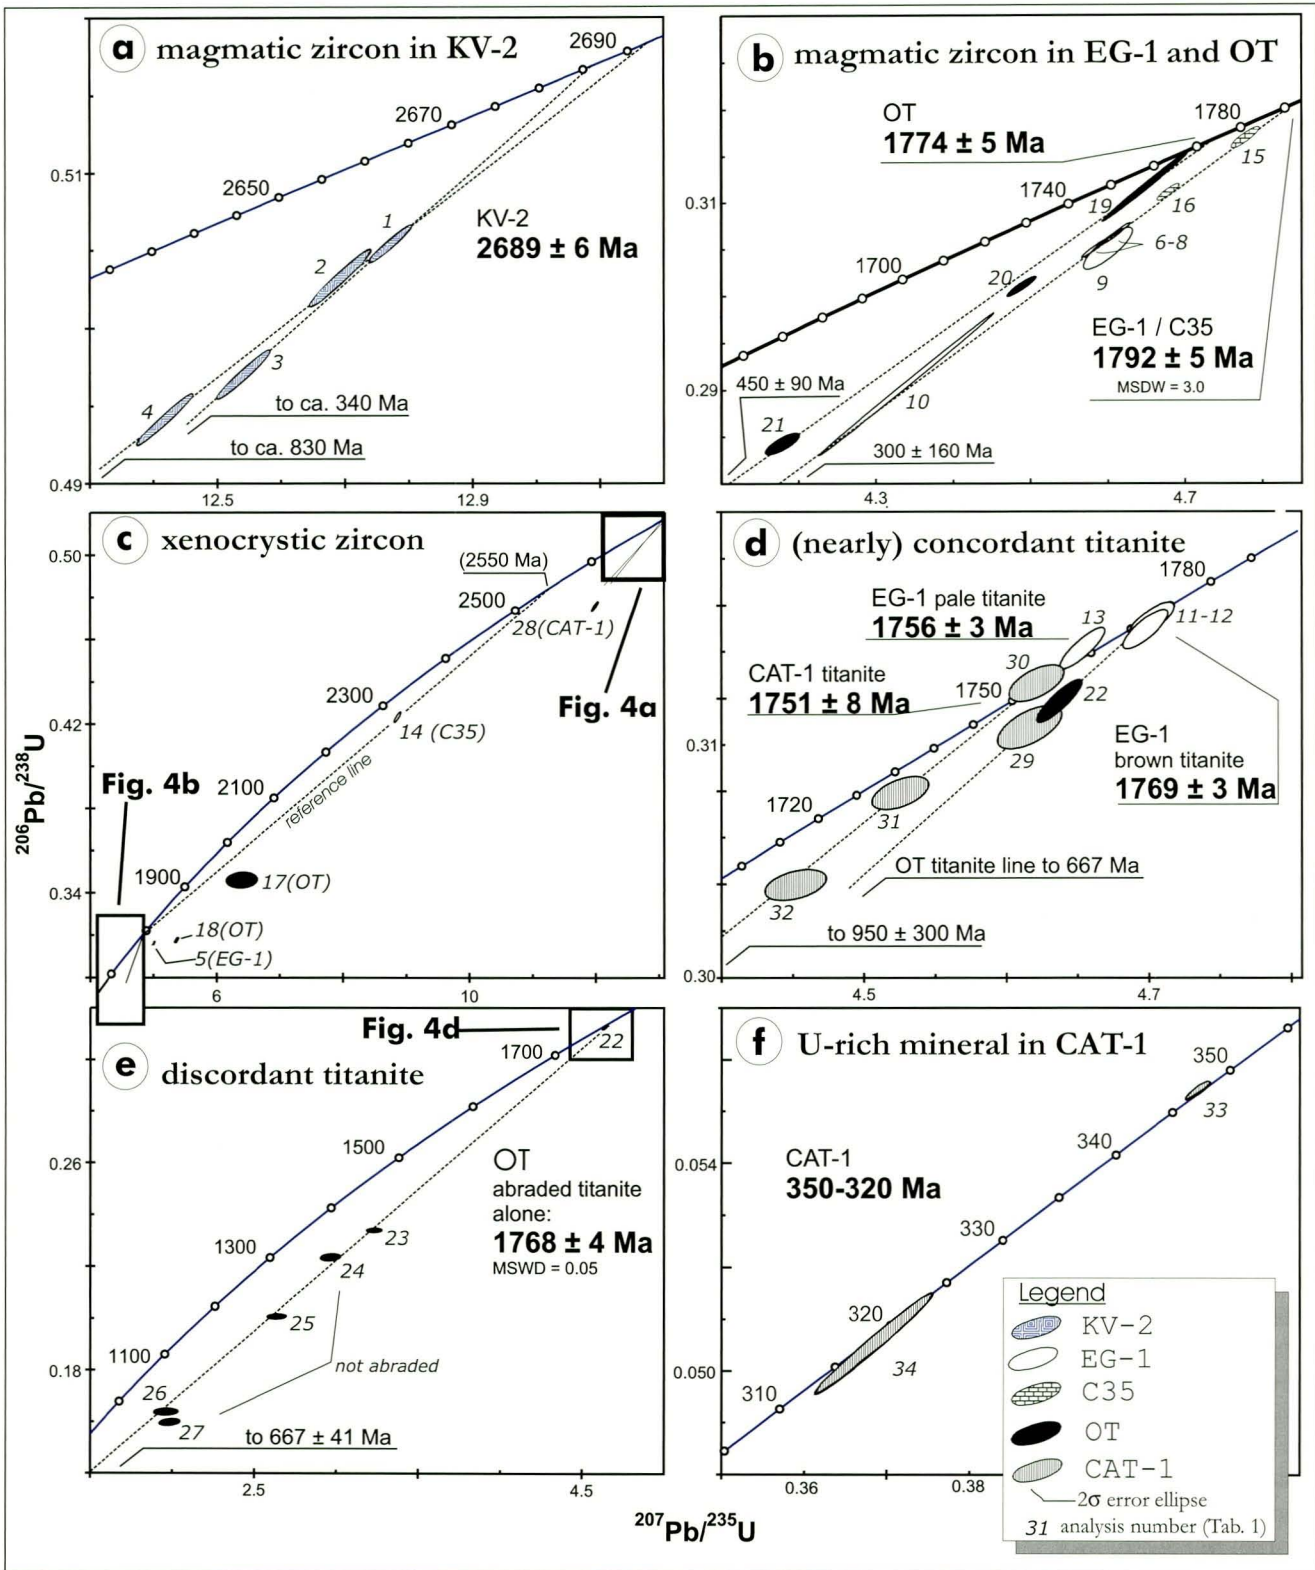 a magmatic zircon in KV-2
2690
2670
0.51
2650
1
KV-2
2689 ± 6 Ma
2
3
4
to ca. 340 Ma
to ca. 830 Ma
0.49
12.5
12.9
b magmatic zircon in EG-1 and OT
OT
1774 ± 5 Ma
1780
15
1740
0.31
19
16
6-8
1700
20
9
EG-1 / C35
1792 ± 5 Ma
MSDW = 3.0
450 ± 90 Ma
0.29
10
21
300 ± 160 Ma
4.3
4.7
c xenocrystic zircon
0.50
(2550 Ma)
2500
28(CAT-1)
Fig. 4a
2300
0.42
14 (C35)
Fig. 4b
2100
reference line
1900
17(OT)
0.34
18(OT)
5(EG-1)
6
10
206Pb/238U
d (nearly) concordant titanite
1780
EG-1 pale titanite
1756 ± 3 Ma
13
11-12
30
CAT-1 titanite
1751 ± 8 Ma
1750
22
0.31
29
EG-1
brown titanite
1769 ± 3 Ma
1720
31
OT titanite line to 667 Ma
32
to 950 ± 300 Ma
0.30
4.5
4.7
Fig. 4d
22
1700
e discordant titanite
1500
0.26
OT
abraded titanite
alone:
1768 ± 4 Ma
MSWD = 0.05
23
1300
24
25
1100
not abraded
0.18
26
27
to 667 ± 41 Ma
2.5
4.5
207Pb/235U
f U-rich mineral in CAT-1
350
33
340
0.054
CAT-1
350-320 Ma
330
320
34
0.050
310
0.36
0.38
Legend
KV-2
EG-1
C35
OT
CAT-1
2σ error ellipse
31 analysis number (Tab. 1)